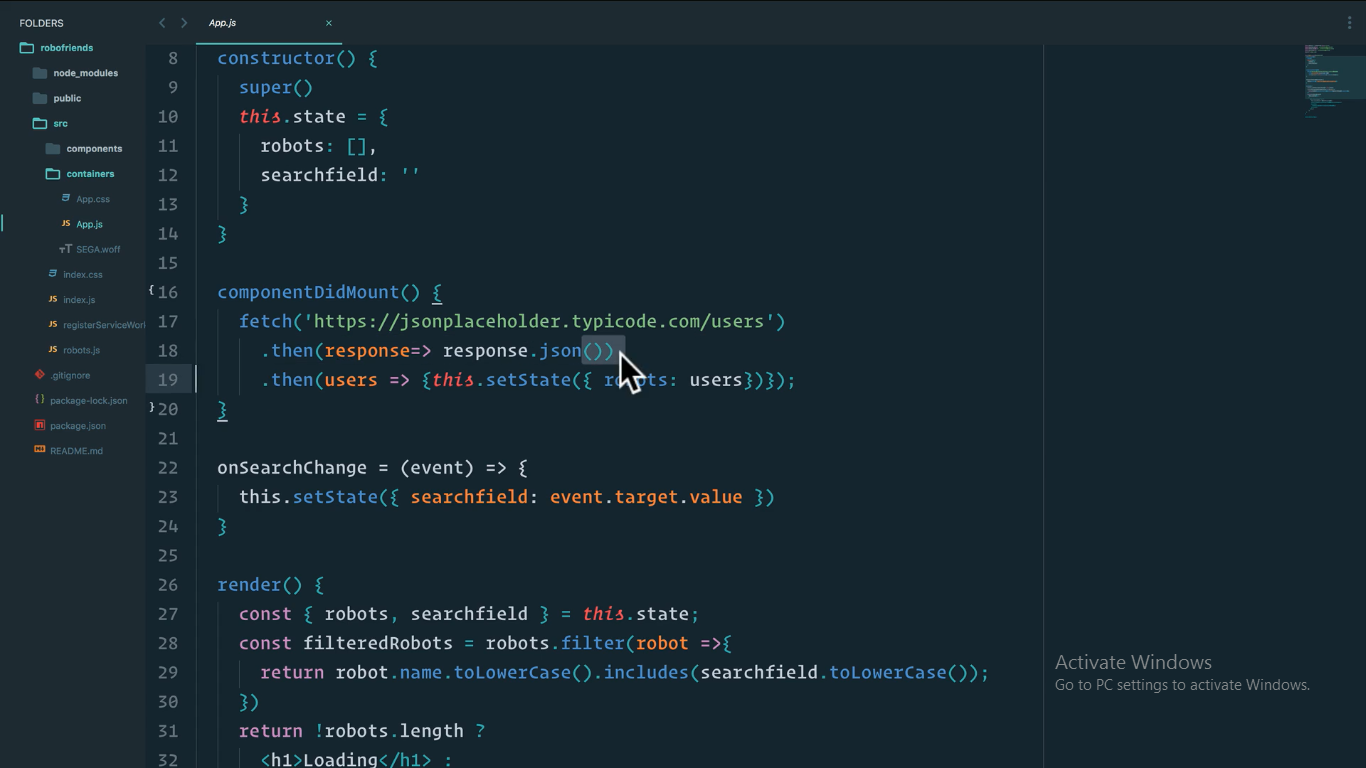 FOLDERS
robofriends
node_modules
public
src
components
containers
App.css
App.js
SEGA.woff
index.css
index.js
registerServiceWor
robots.js
.gitignore
package-lock.json
package.json
README.md
App.js
8 constructor() {
9 super()
10 this.state = {
11 robots: [],
12 searchfield: ''
13 }
14 }
15
16 componentDidMount() {
17 fetch('https://jsonplaceholder.typicode.com/users')
18 .then(response=> response.json())
19 .then(users => {this.setState({ robots: users})});
20 }
21
22 onSearchChange = (event) => {
23 this.setState({ searchfield: event.target.value })
24 }
25
26 render() {
27 const { robots, searchfield } = this.state;
28 const filteredRobots = robots.filter(robot =>{
29 return robot.name.toLowerCase().includes(searchfield.toLowerCase());
30 })
31 return !robots.length ?
32 <h1>Loading</h1> :
Activate Windows
Go to PC settings to activate Windows.